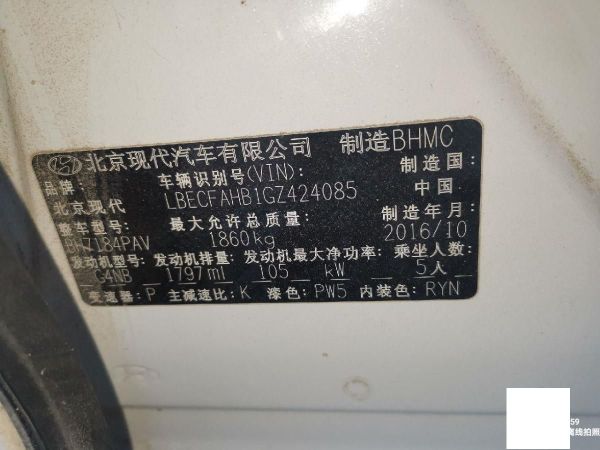 北京现代汽车有限公司 制造BHMC
品牌: 车辆识别号(VIN): 制造国:
北京现代 LBECFAHB1GZ424085 中国
整车型号: 最大允许总质量: 制造年月:
BH7184PAV 1860kg 2016/10
发动机型号: 发动机排量: 发动机最大净功率: 乘坐人数:
G4NB 1797ml 105 kW 5人
变速器: P 主减速比: K 漆色: PW5 内装色: RYN
59
离线拍照